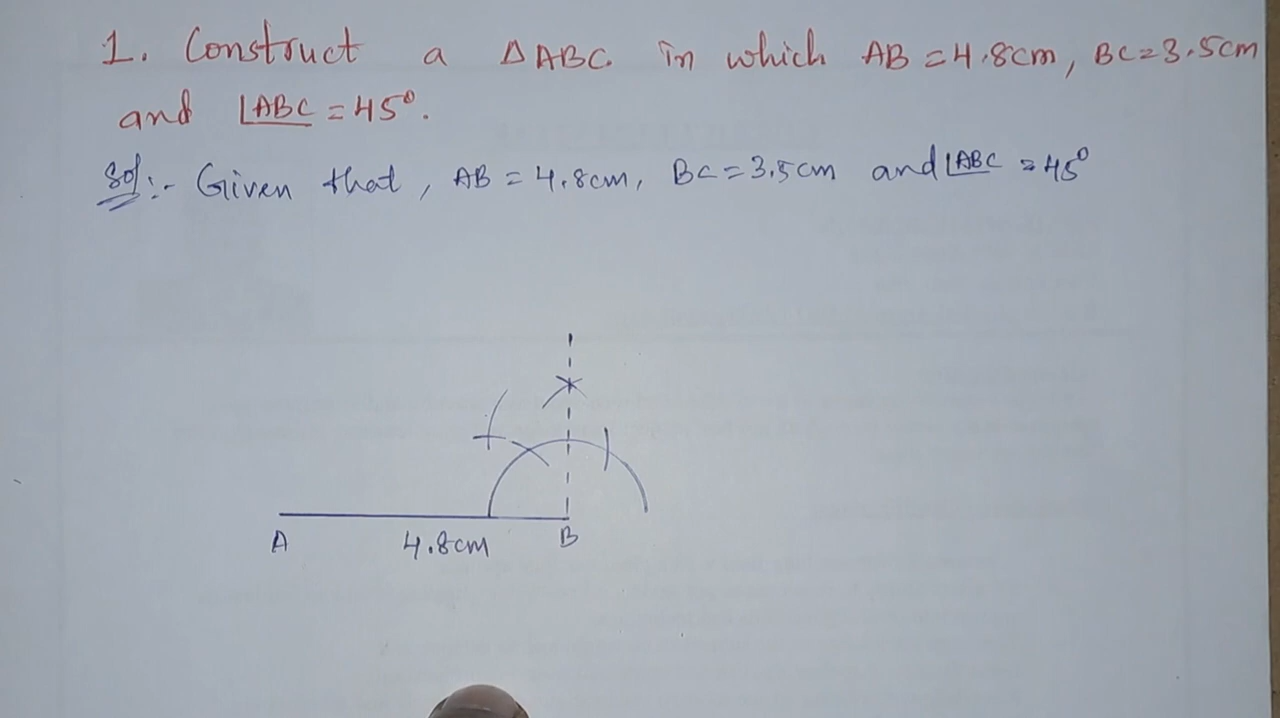 1. Construct a ΔABC in which AB=4.8cm, BC=3.5cm
and ∠ABC=45°.
Sol:- Given that, AB=4.8cm, BC=3.5cm and ∠ABC=45°
A 4.8cm B